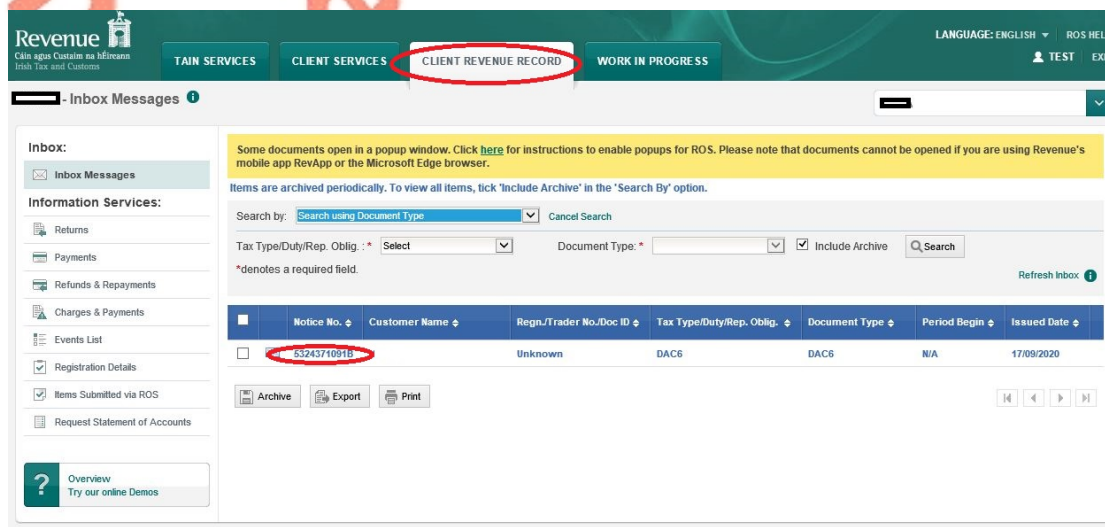 Revenue
Cáin agus Custaim na hÉireann
Irish Tax and Customs
TAIN SERVICES
CLIENT SERVICES
CLIENT REVENUE RECORD
WORK IN PROGRESS
LANGUAGE: ENGLISH
ROS HEL
TEST
EXI
- Inbox Messages
Inbox:
Inbox Messages
Information Services:
Returns
Payments
Refunds & Repayments
Charges & Payments
Events List
Registration Details
Items Submitted via ROS
Request Statement of Accounts
? Overview
Try our online Demos
Some documents open in a popup window. Click here for instructions to enable popups for ROS. Please note that documents cannot be opened if you are using Revenue's
mobile app RevApp or the Microsoft Edge browser.
Items are archived periodically. To view all items, tick 'Include Archive' in the 'Search By' option.
Search by: Search using Document Type Cancel Search
Tax Type/Duty/Rep. Oblig. : * Select Document Type: * Include Archive Search
*denotes a required field.
Refresh Inbox
Notice No. Customer Name Regn./Trader No./Doc ID Tax Type/Duty/Rep. Oblig. Document Type Period Begin Issued Date
5324371091B Unknown DAC6 DAC6 N/A 17/09/2020
Archive Export Print